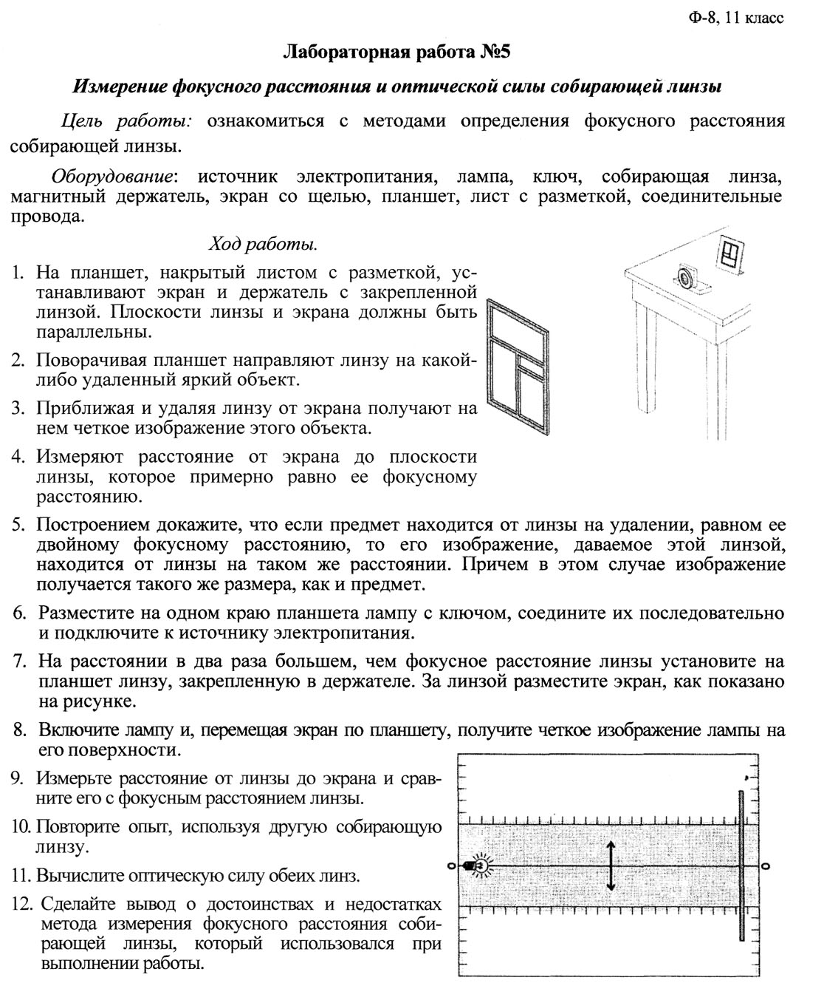 Ф-8, 11 класс
Лабораторная работа №5
Измерение фокусного расстояния и оптической силы собирающей линзы
Цель работы: ознакомиться с методами определения фокусного расстояния
собирающей линзы.
Оборудование: источник электропитания, лампа, ключ, собирающая линза,
магнитный держатель, экран со щелью, планшет, лист с разметкой, соединительные
провода.
Ход работы.
1. На планшет, накрытый листом с разметкой, ус-
танавливают экран и держатель с закрепленной
линзой. Плоскости линзы и экрана должны быть
параллельны.
2. Поворачивая планшет направляют линзу на какой-
либо удаленный яркий объект.
3. Приближая и удаляя линзу от экрана получают на
нем четкое изображение этого объекта.
4. Измеряют расстояние от экрана до плоскости
линзы, которое примерно равно ее фокусному
расстоянию.
5. Построением докажите, что если предмет находится от линзы на удалении, равном ее
двойному фокусному расстоянию, то его изображение, даваемое этой линзой,
находится от линзы на таком же расстоянии. Причем в этом случае изображение
получается такого же размера, как и предмет.
6. Разместите на одном краю планшета лампу с ключом, соедините их последовательно
и подключите к источнику электропитания.
7. На расстоянии в два раза большем, чем фокусное расстояние линзы установите на
планшет линзу, закрепленную в держателе. За линзой разместите экран, как показано
на рисунке.
8. Включите лампу и, перемещая экран по планшету, получите четкое изображение лампы на
его поверхности.
9. Измерьте расстояние от линзы до экрана и срав-
ните его с фокусным расстоянием линзы.
10. Повторите опыт, используя другую собирающую
линзу.
11. Вычислите оптическую силу обеих линз.
12. Сделайте вывод о достоинствах и недостатках
метода измерения фокусного расстояния соби-
рающей линзы, который использовался при
выполнении работы.
О О